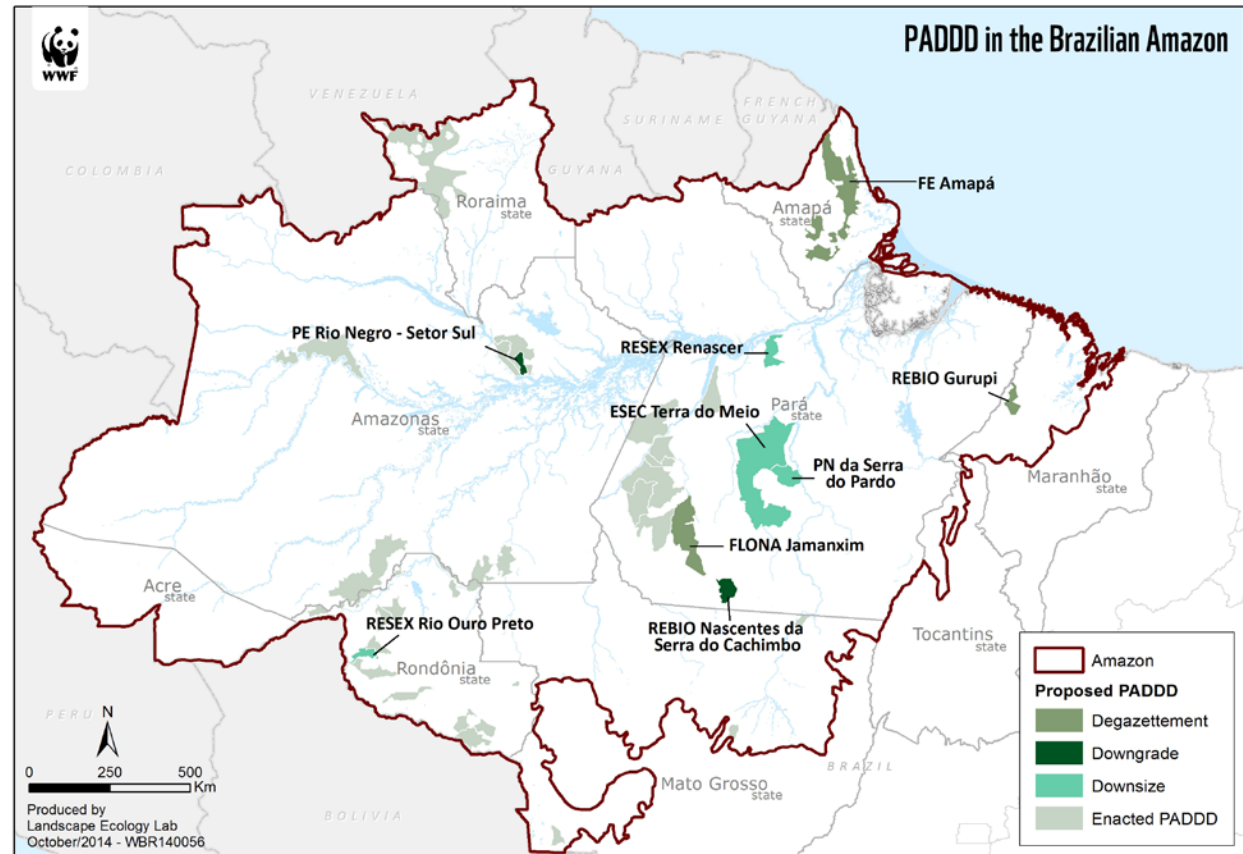 PADDD in the Brazilian Amazon
WWF
VENEZUELA
COLOMBIA
GUYANA
SURINAME
FRENCH
GUYANA
Roraima
state
Amapá
state
FE Amapá
PE Rio Negro - Setor Sul
RESEX Renascer
REBIO Gurupi
ESEC Terra do Meio
Pará
state
Amazonas
state
PN da Serra
do Pardo
Maranhão
state
FLONA Jamanxim
Acre
state
RESEX Rio Ouro Preto
Rondônia
state
REBIO Nascentes da
Serra do Cachimbo
Tocantins
state
PERU
BOLIVIA
Mato Grosso
state
BRAZIL
N
0 250 500
Km
Produced by
Landscape Ecology Lab
October/2014 - WBR140056
Amazon
Proposed PADDD
Degazettement
Downgrade
Downsize
Enacted PADDD